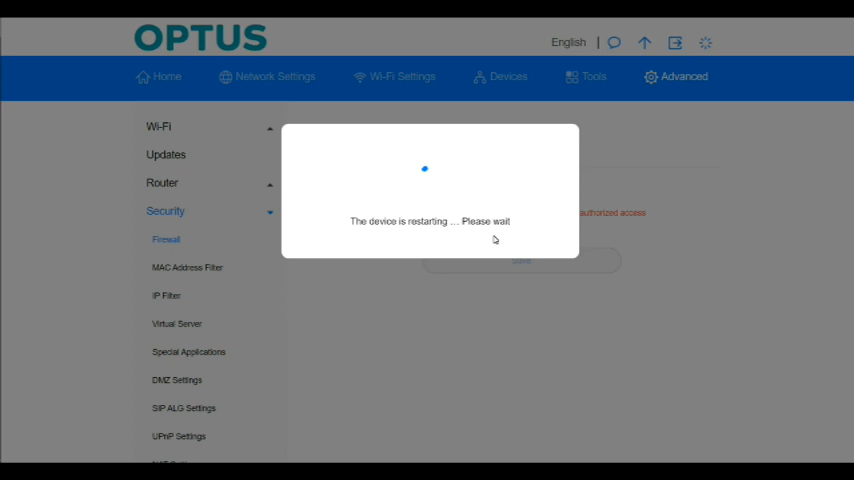 OPTUS
English |
Home Network Settings Wi-Fi Settings Devices Tools Advanced
Wi-Fi
Updates
Router
Security
Firewall
MAC Address Filter
IP Filter
Virtual Server
Special Applications
DMZ Settings
SIP ALG Settings
UPnP Settings
The device is restarting ... Please wait
authorized access
Save